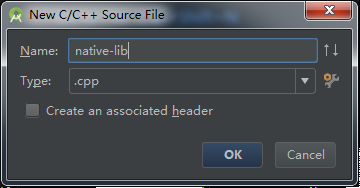 New C/C++ Source File
Name: native-lib
Type: .cpp
Create an associated header
OK Cancel